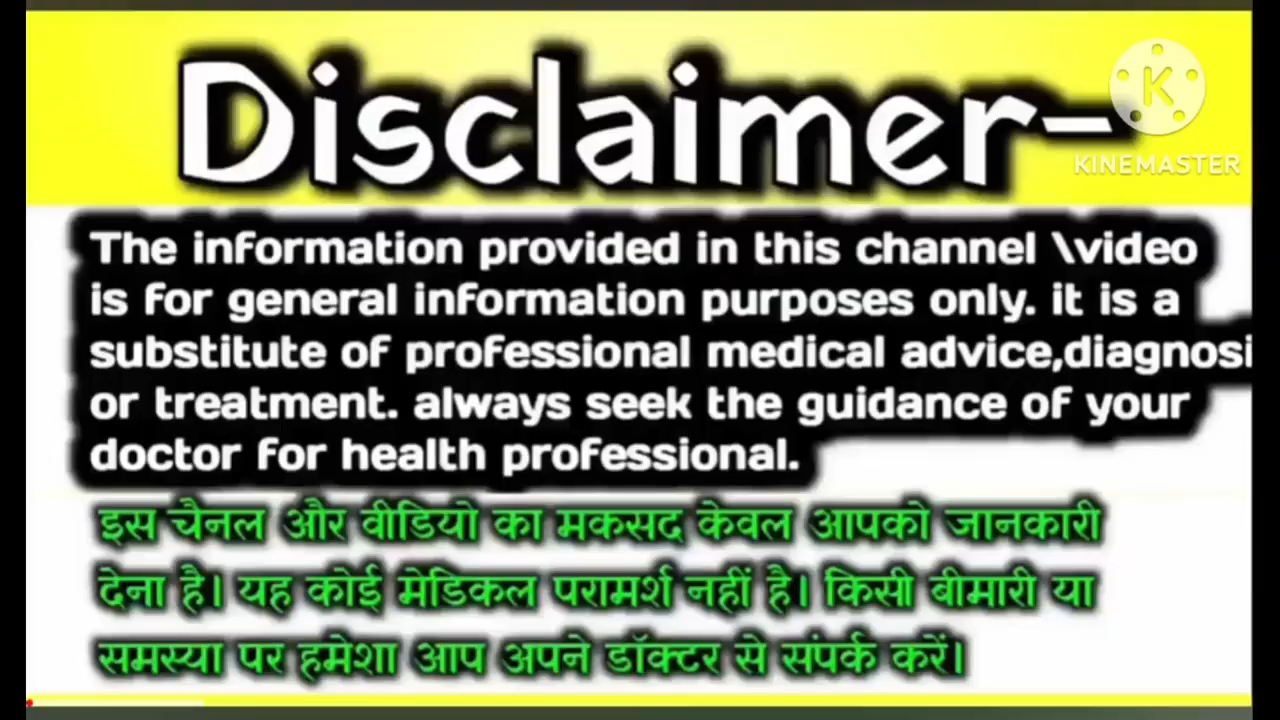 Disclaimer-
KINEMASTER
The information provided in this channel \video
is for general information purposes only. it is a
substitute of professional medical advice,diagnosi
or treatment. always seek the guidance of your
doctor for health professional.
इस चैनल और वीडियो का मकसद केवल आपको जानकारी
देना है। यह कोई मेडिकल परामर्श नहीं है। किसी बीमारी या
समस्या पर हमेशा आप अपने डॉक्टर से संपर्क करें।